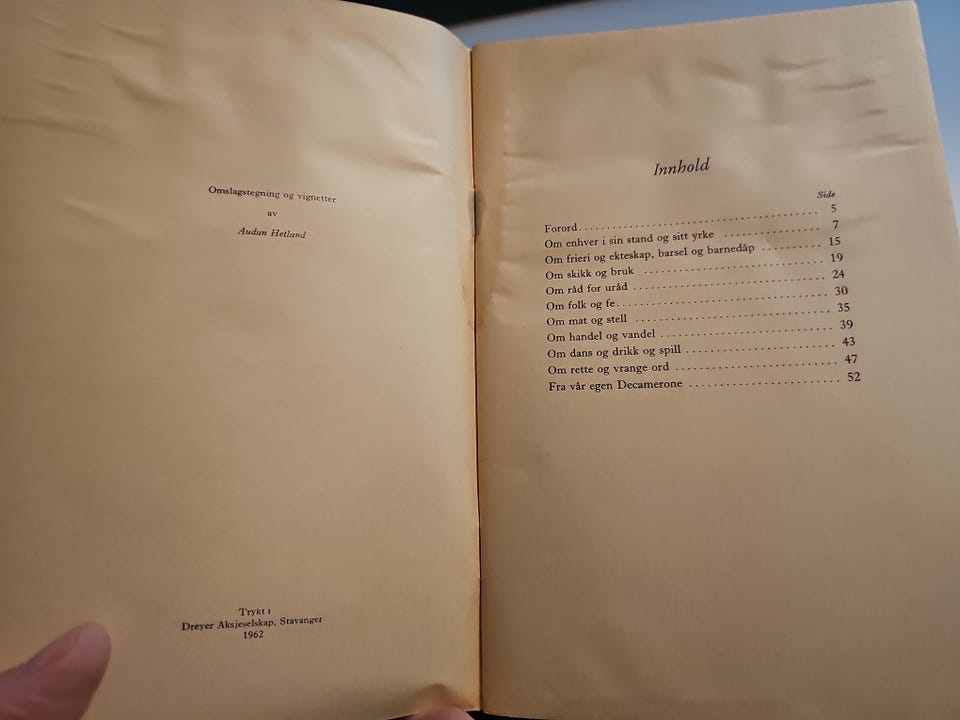 Omslagstegning og vignetter
av
Audun Hetland
Trykt i
Dreyer Aksjeselskap, Stavanger
1962
Innhold
Side
Forord 5
Om enhver i sin stand og sitt yrke 7
Om frieri og ekteskap, barsel og barnedåp 15
Om skikk og bruk 19
Om råd for uråd 24
Om folk og fe 30
Om mat og stell 35
Om handel og vandel 39
Om dans og drikk og spill 43
Om rette og vrange ord 47
Fra vår egen Decamerone 52